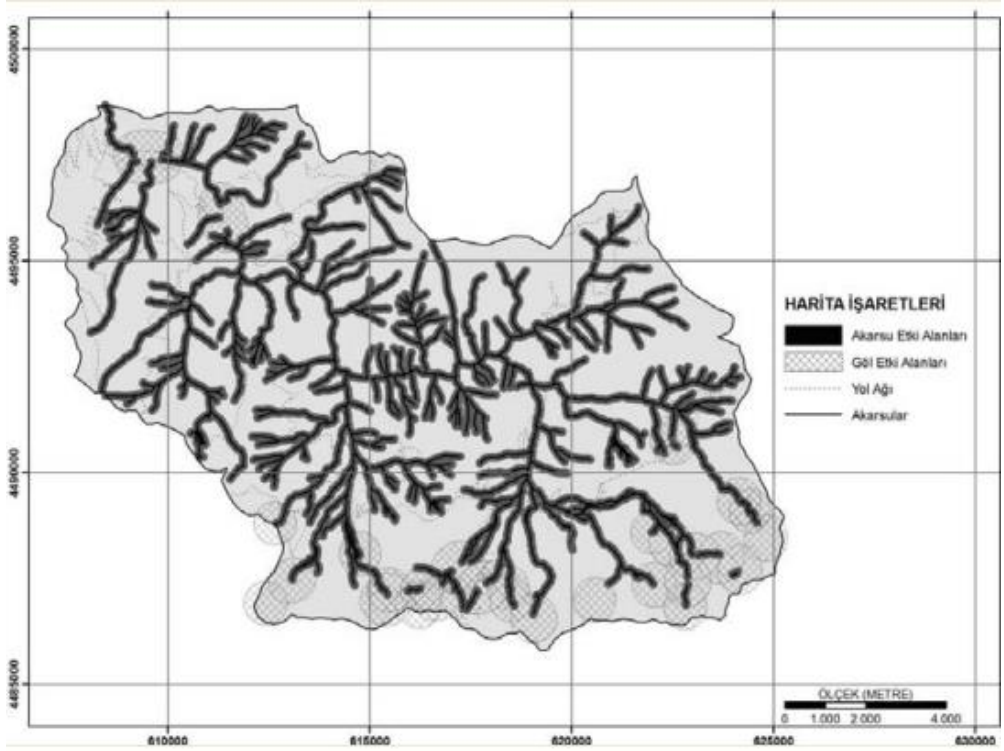 4500000
4495000
4490000
4485000
HARİTA İŞARETLERİ
Akarsu Etki Alanları
Göl Etki Alanları
Yol Ağı
Akarsular
ÖLÇEK (METRE)
0 1.000 2.000 4.000
610000 615000 620000 625000 630000